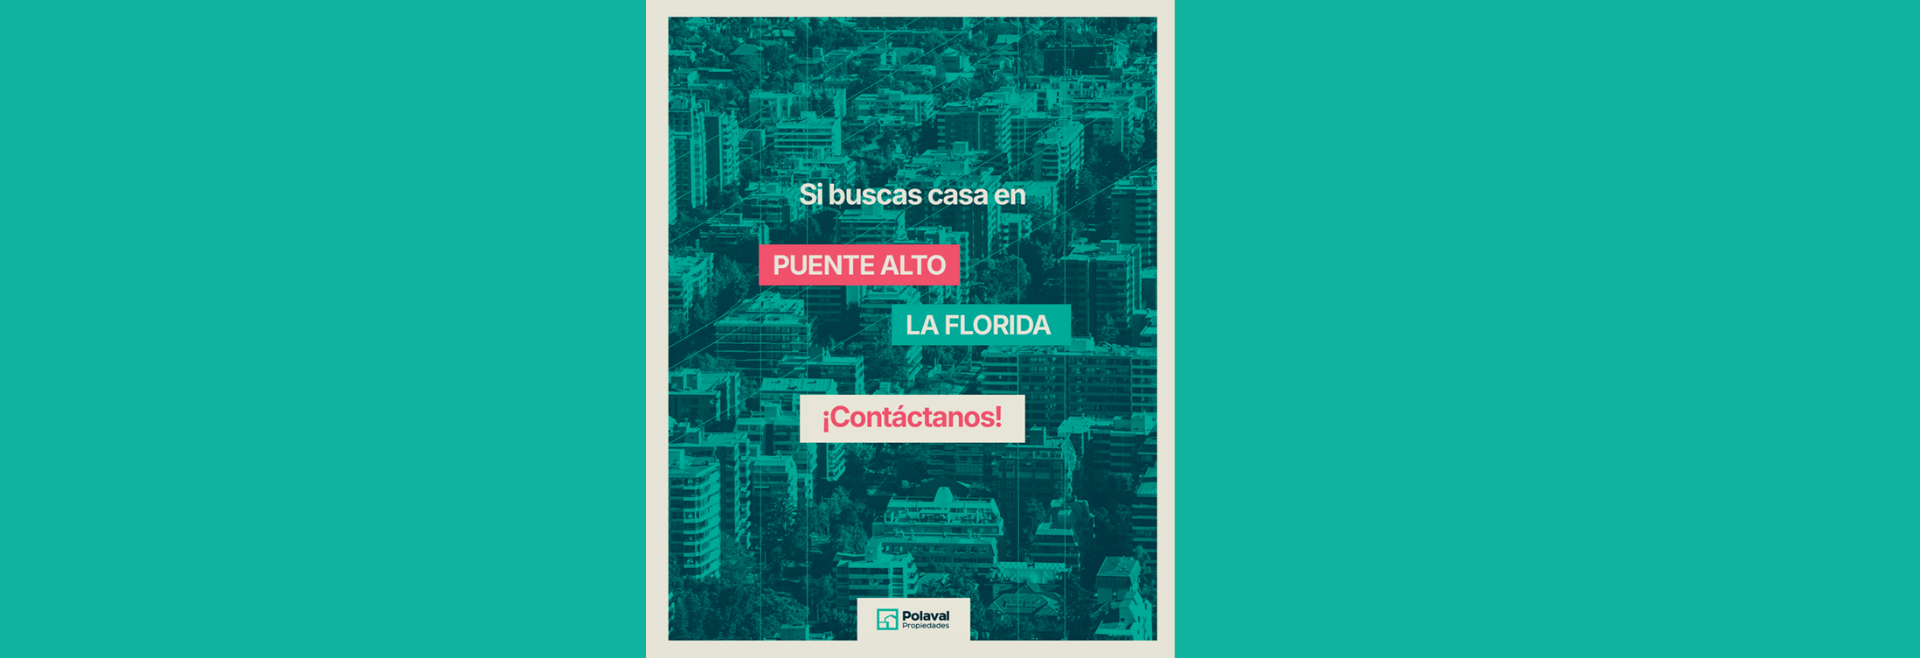 Si buscas casa en
PUENTE ALTO
LA FLORIDA
¡Contáctanos!
Polaval
Propiedades